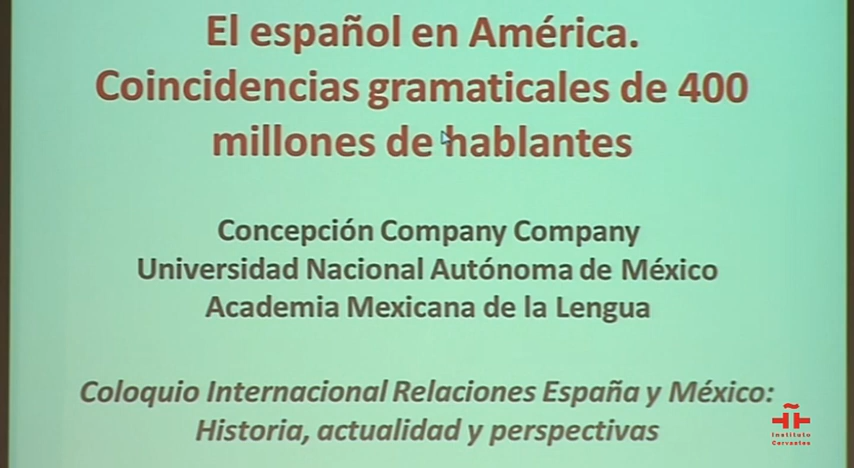 El español en América.
Coincidencias gramaticales de 400
millones de hablantes
Concepción Company Company
Universidad Nacional Autónoma de México
Academia Mexicana de la Lengua
Coloquio Internacional Relaciones España y México:
Historia, actualidad y perspectivas
Instituto
Cervantes